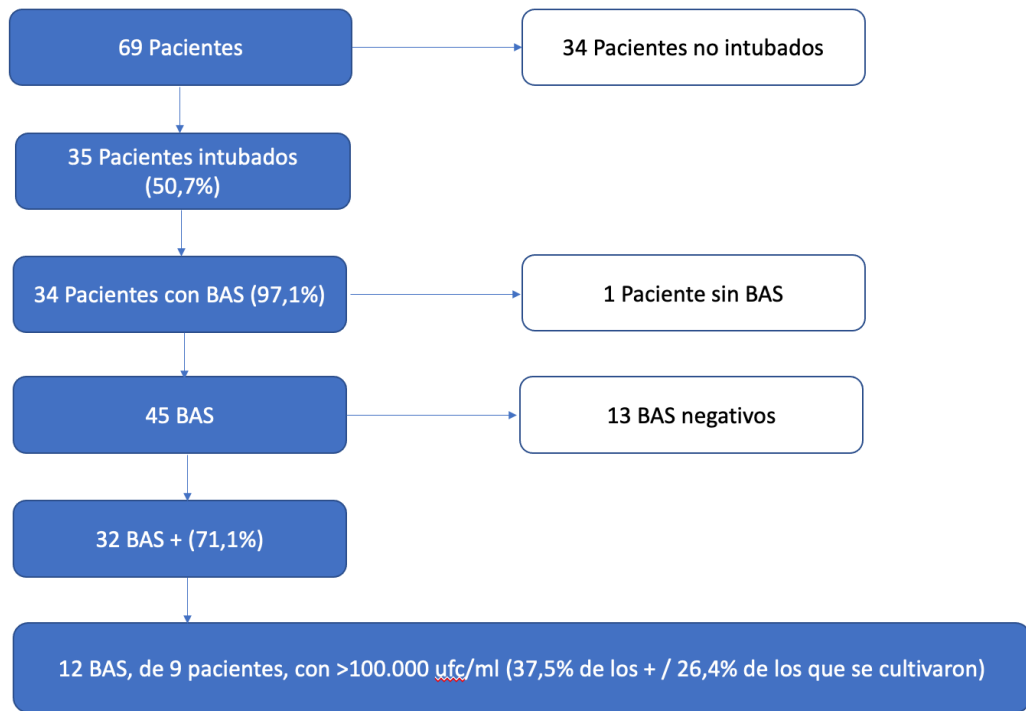 69 Pacientes
34 Pacientes no intubados
35 Pacientes intubados
(50,7%)
34 Pacientes con BAS (97,1%)
1 Paciente sin BAS
45 BAS
13 BAS negativos
32 BAS + (71,1%)
12 BAS, de 9 pacientes, con >100.000 ufc/ml (37,5% de los + / 26,4% de los que se cultivaron)